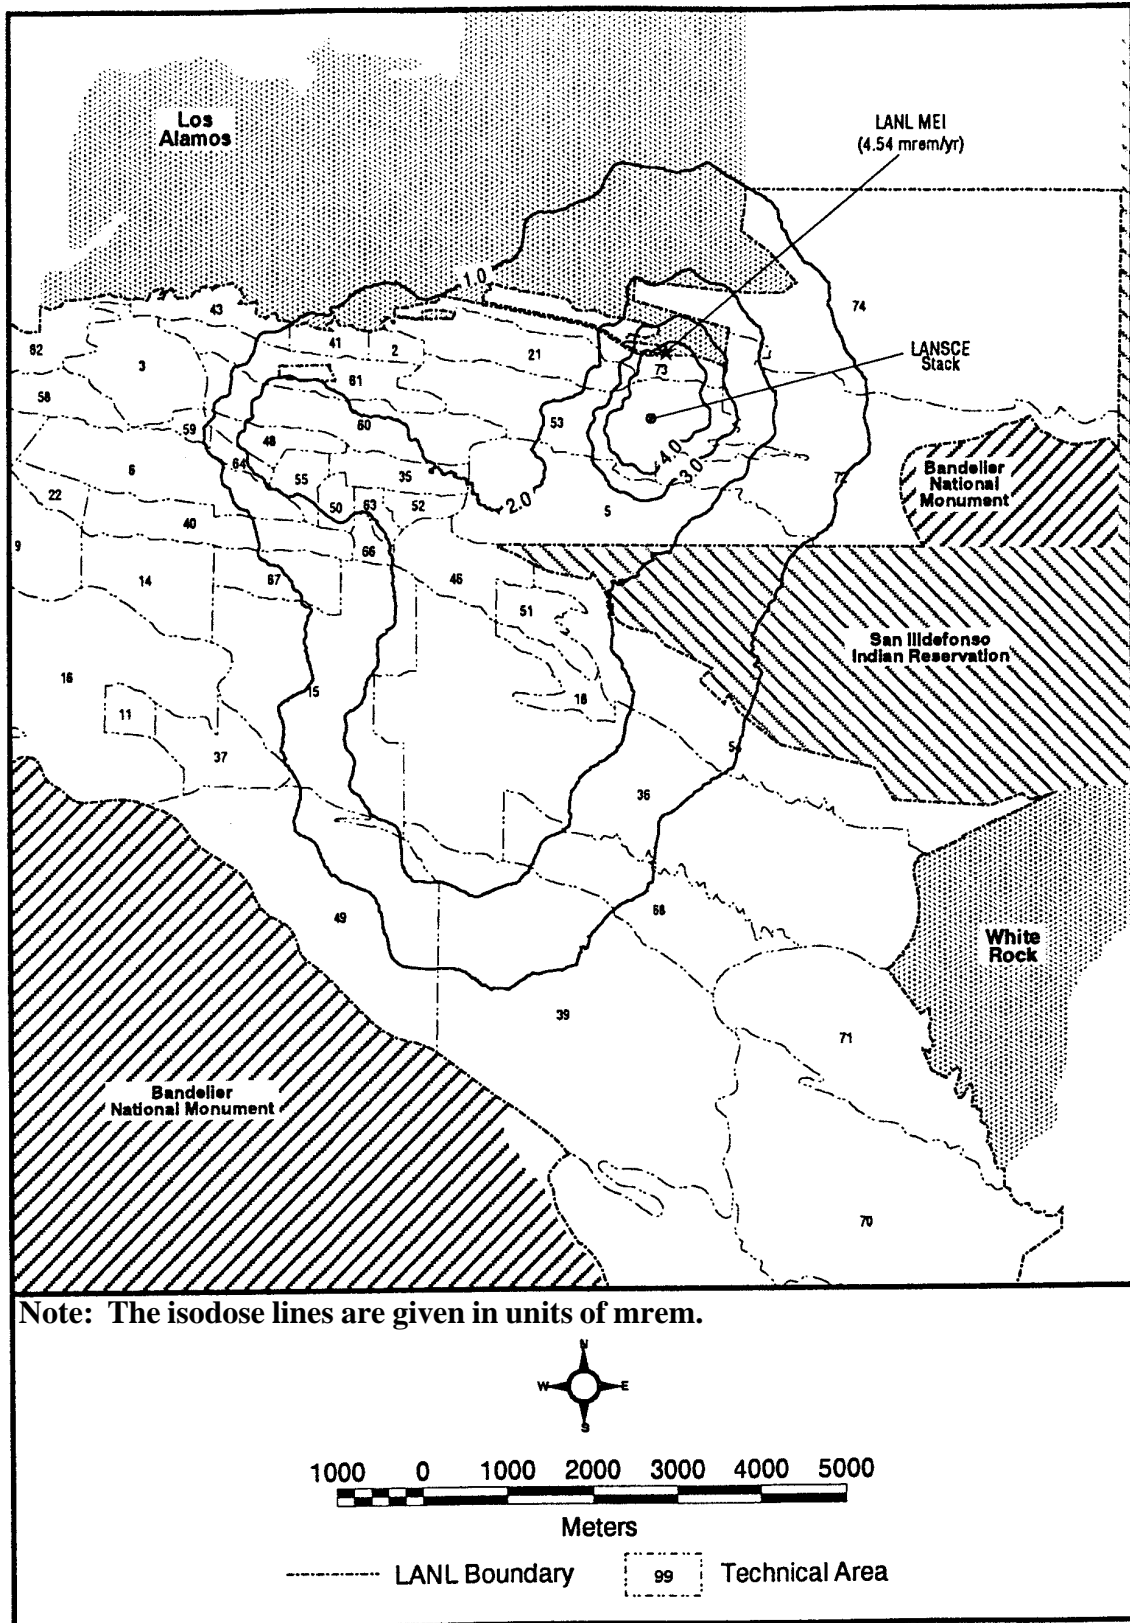 Los
Alamos
LANL MEI
(4.54 mrem/yr)
1.0
43
74
62
3
41
2
21
LANSCE
Stack
73
61
58
59
60
53
48
64
4.0
3.0
Bandelier
National
Monument
6
55
35
72
22
50
63
52
2.0
5
40
9
66
14
67
46
51
San Illdefonso
Indian Reservation
16
15
18
11
54
37
36
49
68
White
Rock
39
71
Bandelier
National Monument
70
Note: The isodose lines are given in units of mrem.
N
W
E
S
1000 0 1000 2000 3000 4000 5000
Meters
LANL Boundary
99
Technical Area